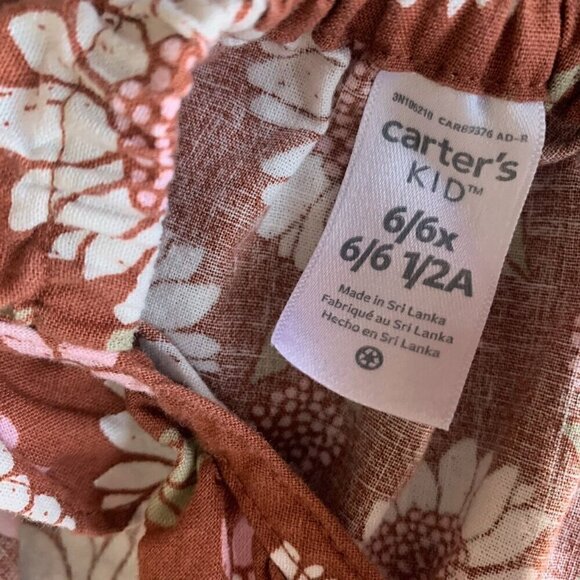 3N106210 CAR89376 AD-R
carter's
KID™
6/6x
6/6 1/2A
Made in Sri Lanka
Fabriqué au Sri Lanka
Hecho en Sri Lanka